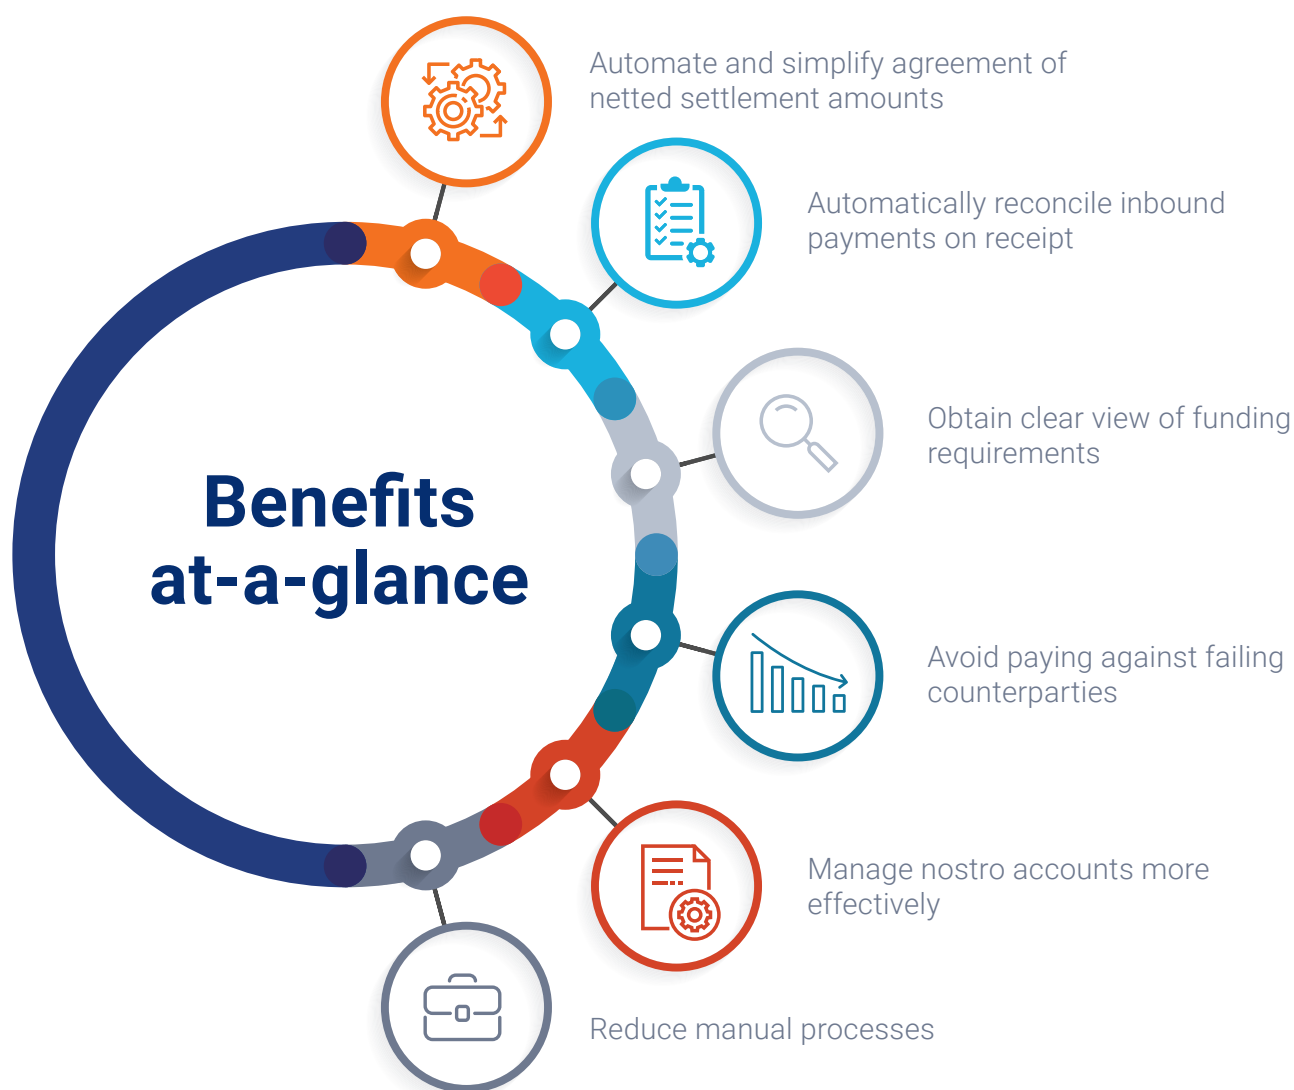 Automate and simplify agreement of
netted settlement amounts
Automatically reconcile inbound
payments on receipt
Obtain clear view of funding
requirements
Benefits
at-a-glance
Avoid paying against failing
counterparties
Manage nostro accounts more
effectively
Reduce manual processes